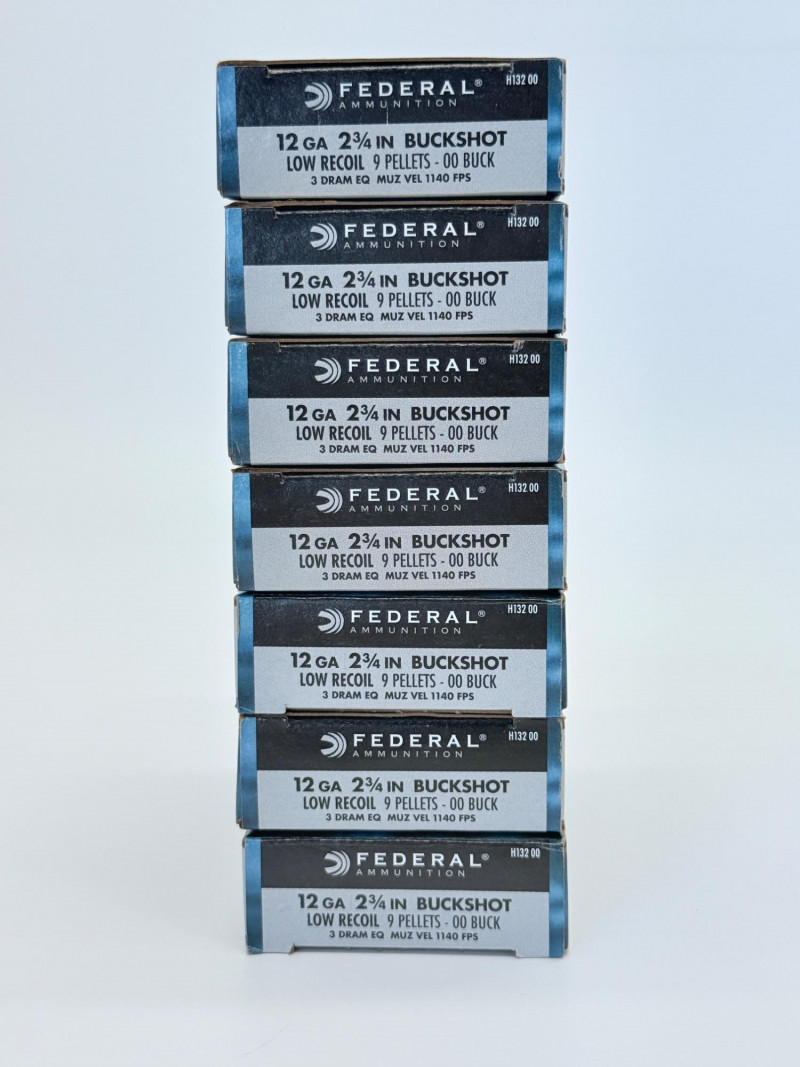 FEDERAL® H132 00
AMMUNITION
12 GA 2¾ IN BUCKSHOT
LOW RECOIL 9 PELLETS - 00 BUCK
3 DRAM EQ MUZ VEL 1140 FPS
FEDERAL® H132 00
AMMUNITION
12 GA 2¾ IN BUCKSHOT
LOW RECOIL 9 PELLETS - 00 BUCK
3 DRAM EQ MUZ VEL 1140 FPS
FEDERAL® H132 00
AMMUNITION
12 GA 2¾ IN BUCKSHOT
LOW RECOIL 9 PELLETS - 00 BUCK
3 DRAM EQ MUZ VEL 1140 FPS
FEDERAL® H132 00
AMMUNITION
12 GA 2¾ IN BUCKSHOT
LOW RECOIL 9 PELLETS - 00 BUCK
3 DRAM EQ MUZ VEL 1140 FPS
FEDERAL® H132 00
AMMUNITION
12 GA 2¾ IN BUCKSHOT
LOW RECOIL 9 PELLETS - 00 BUCK
3 DRAM EQ MUZ VEL 1140 FPS
FEDERAL® H132 00
AMMUNITION
12 GA 2¾ IN BUCKSHOT
LOW RECOIL 9 PELLETS - 00 BUCK
3 DRAM EQ MUZ VEL 1140 FPS
FEDERAL® H132 00
AMMUNITION
12 GA 2¾ IN BUCKSHOT
LOW RECOIL 9 PELLETS - 00 BUCK
3 DRAM EQ MUZ VEL 1140 FPS